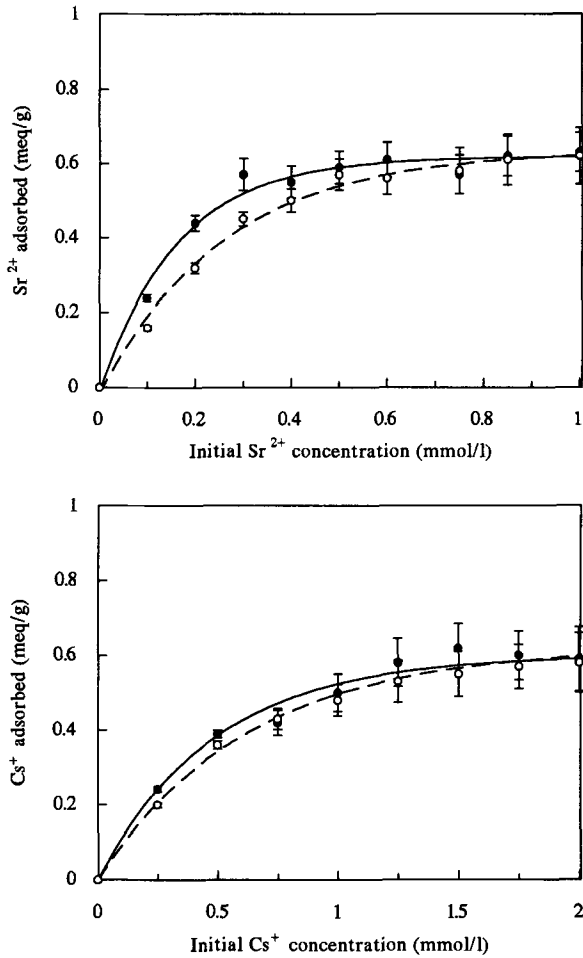 1
0.8
0.6
0.4
0.2
0
Sr 2+ adsorbed (meq/g)
0 0.2 0.4 0.6 0.8 1
Initial Sr 2+ concentration (mmol/l)
1
0.8
0.6
0.4
0.2
0
Cs+ adsorbed (meq/g)
0 0.5 1 1.5 2
Initial Cs+ concentration (mmol/l)